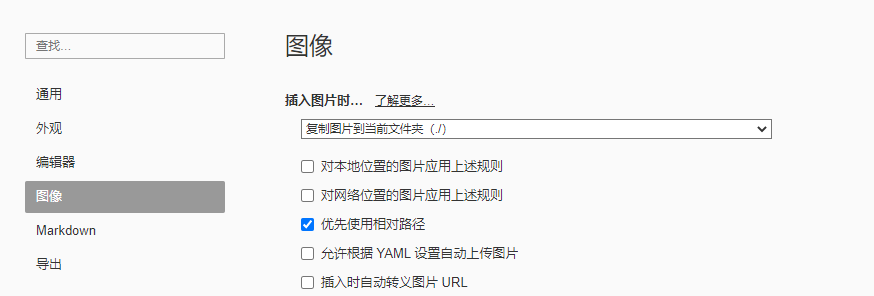 查找...
通用
外观
编辑器
图像
Markdown
导出
图像
插入图片时... 了解更多...
复制图片到当前文件夹（./）
对本地位置的图片应用上述规则
对网络位置的图片应用上述规则
优先使用相对路径
允许根据 YAML 设置自动上传图片
插入时自动转义图片 URL